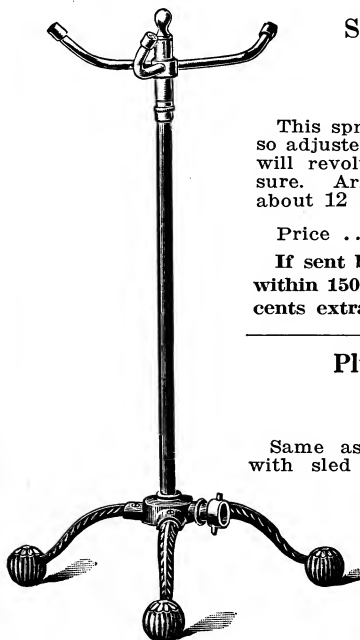 S
This spr
so adjuste
will revol
sure. Ar
about 12
Price ..
If sent b
within 150
cents extra
Pl
Same as
with sled